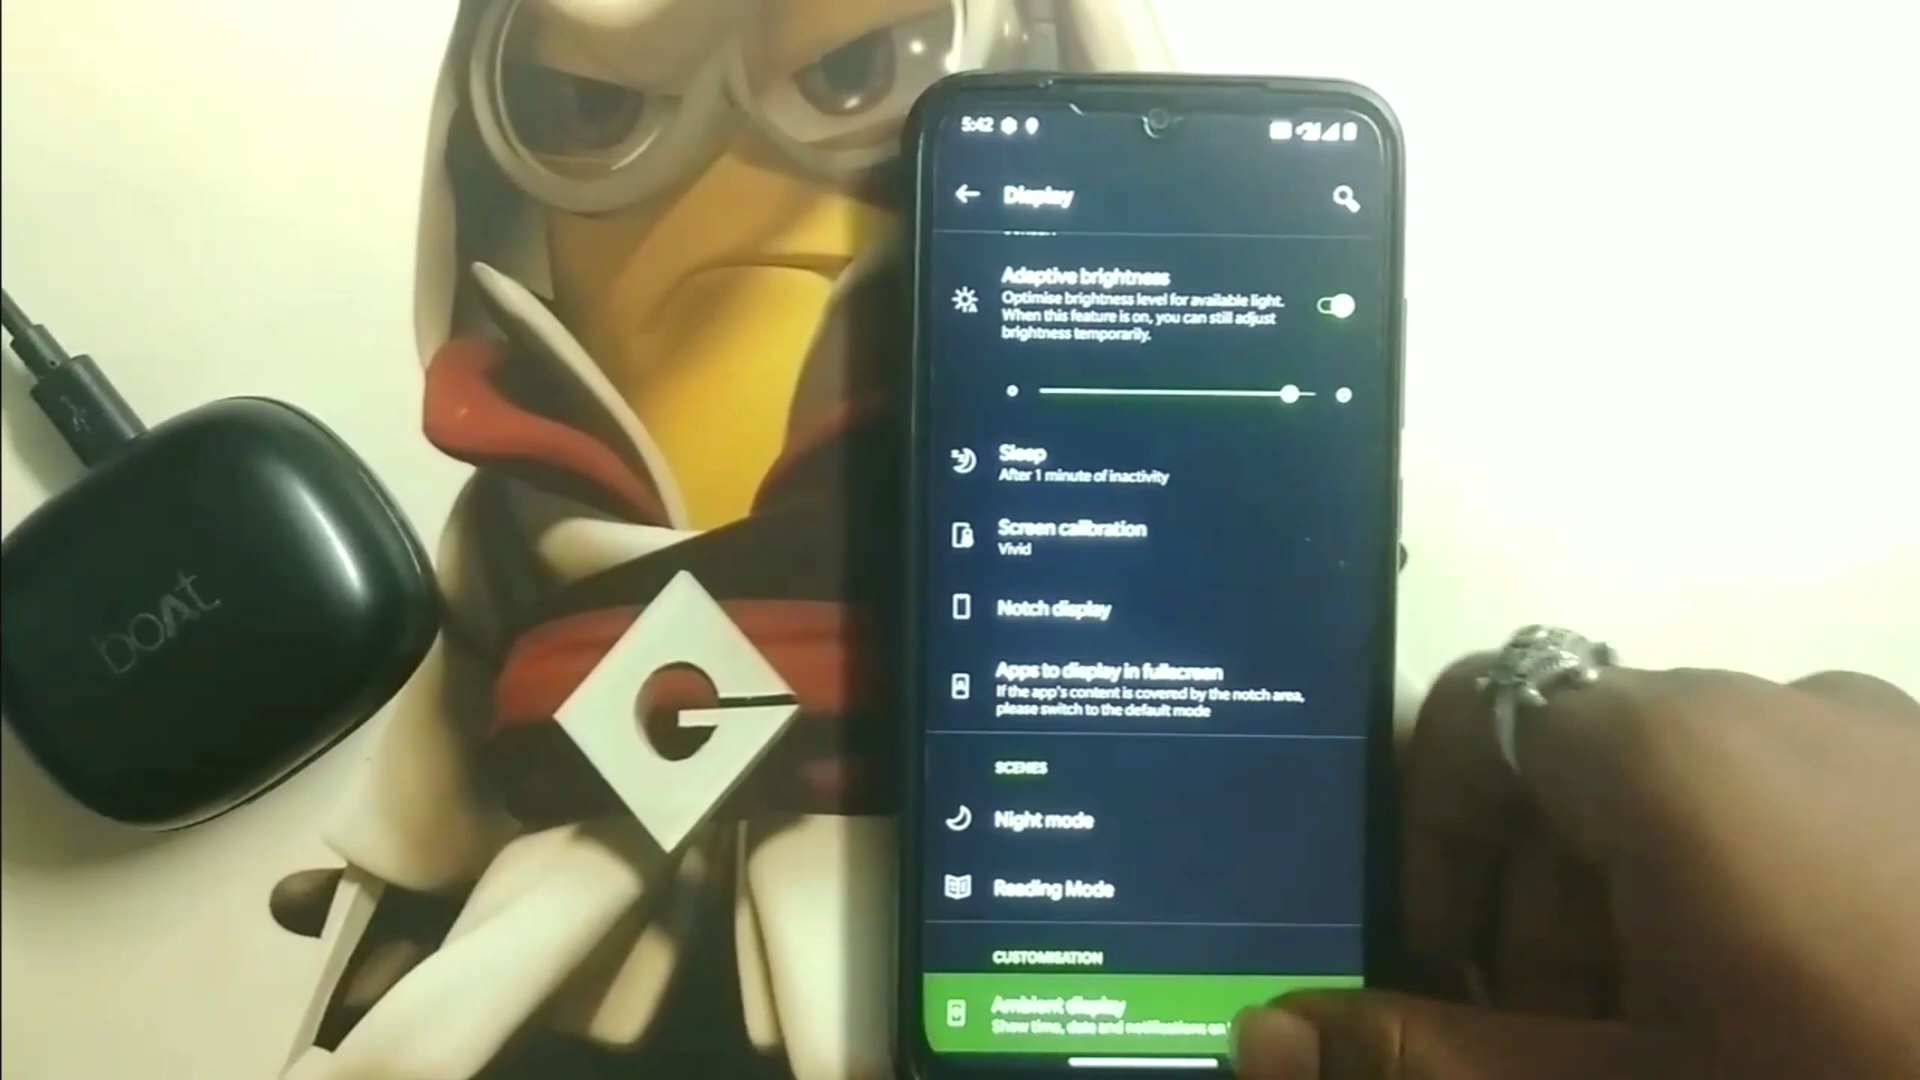 5:42
Display
Adaptive brightness
Optimise brightness level for available light.
When this feature is on, you can still adjust
brightness temporarily.
Sleep
After 1 minute of inactivity
Screen calibration
Vivid
Notch display
Apps to display in fullscreen
If the app's content is covered by the notch area,
please switch to the default mode
SCENES
Night mode
Reading Mode
CUSTOMISATION
Ambient display
Show time, date and notifications on
boAt
G